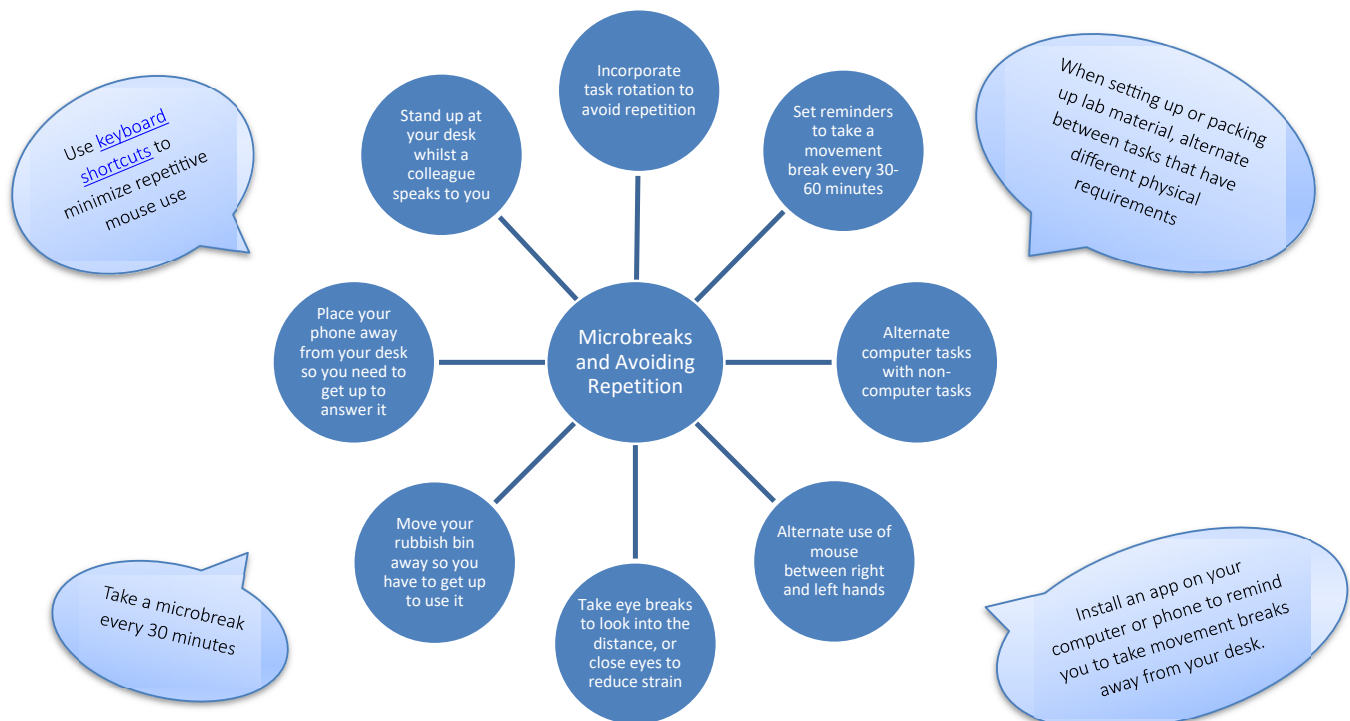 Use keyboard
shortcuts to
minimize repetitive
mouse use
Stand up at
your desk
whilst a
colleague
speaks to you
Incorporate
task rotation to
avoid repetition
Set reminders
to take a
movement
break every 30-
60 minutes
When setting up or packing
up lab material, alternate
between tasks that have
different physical
requirements
Place your
phone away
from your desk
so you need to
get up to
answer it
Microbreaks
and Avoiding
Repetition
Alternate
computer tasks
with non-
computer tasks
Move your
rubbish bin
away so you
have to get up
to use it
Take eye breaks
to look into the
distance, or
close eyes to
reduce strain
Alternate use of
mouse
between right
and left hands
Take a microbreak
every 30 minutes
Install an app on your
computer or phone to remind
you to take movement breaks
away from your desk.